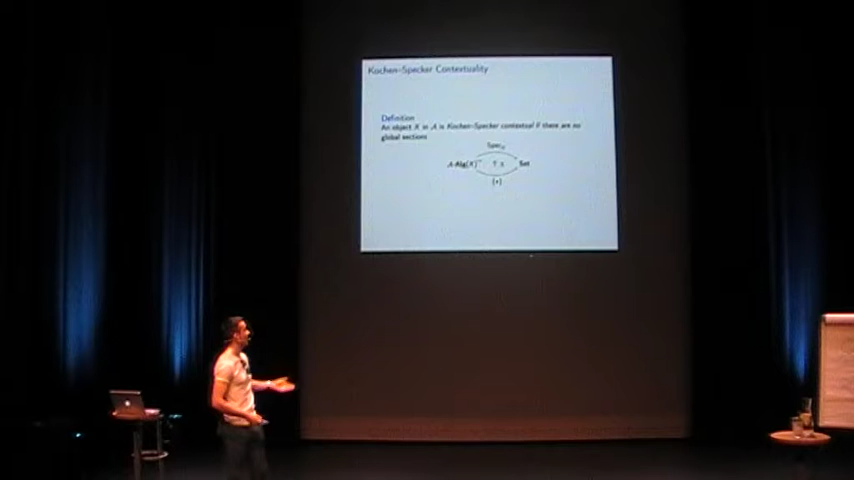 Kochen–Specker Contextuality
Definition
An object X in A is Kochen–Specker contextual if there are no
global sections
Spec
A-Alg(X) Set
{*}